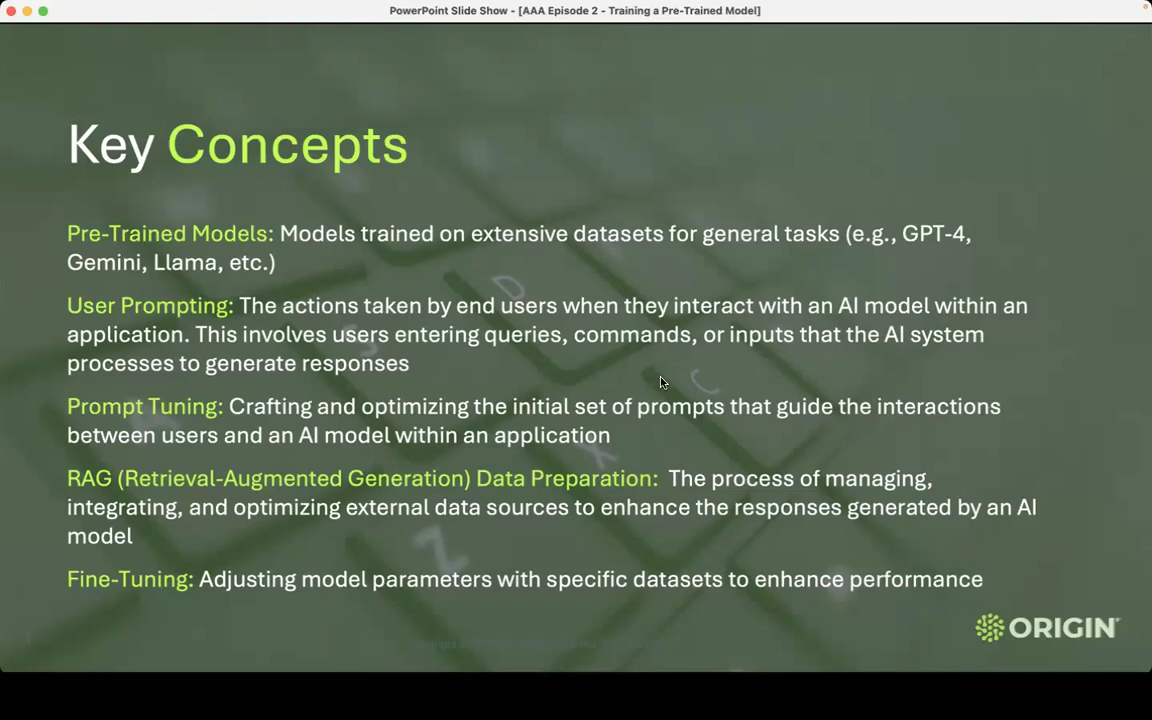 PowerPoint Slide Show - [AAA Episode 2 - Training a Pre-Trained Model]
Key Concepts
Pre-Trained Models: Models trained on extensive datasets for general tasks (e.g., GPT-4,
Gemini, Llama, etc.)
User Prompting: The actions taken by end users when they interact with an AI model within an
application. This involves users entering queries, commands, or inputs that the AI system
processes to generate responses
Prompt Tuning: Crafting and optimizing the initial set of prompts that guide the interactions
between users and an AI model within an application
RAG (Retrieval-Augmented Generation) Data Preparation: The process of managing,
integrating, and optimizing external data sources to enhance the responses generated by an AI
model
Fine-Tuning: Adjusting model parameters with specific datasets to enhance performance
ORIGIN
D
S
C
X
Z